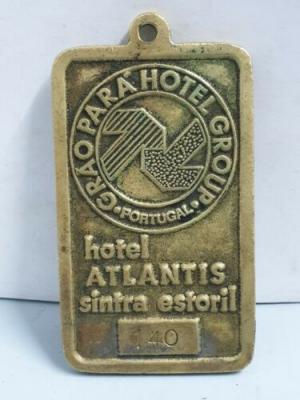 GRÃO PARÁ HOTEL GROUP
• PORTUGAL •
hotel
ATLANTIS
sintra estoril
140